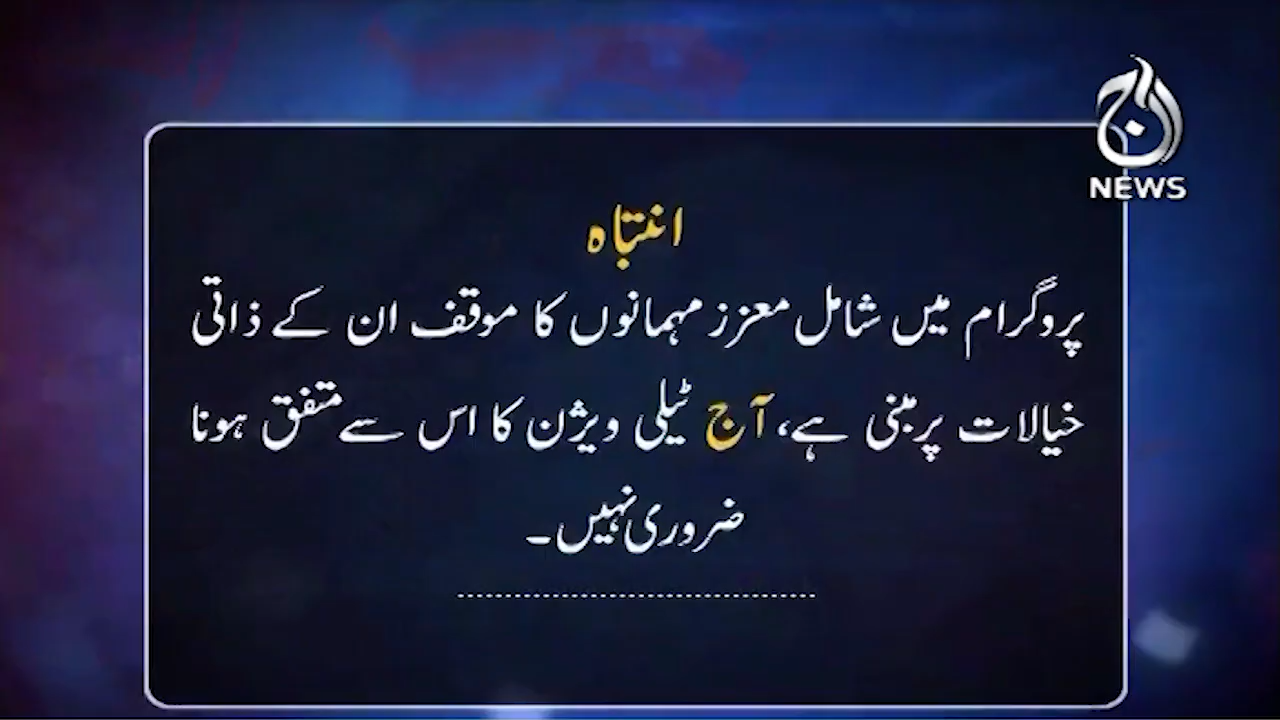 آج
NEWS
انتباہ
پروگرام میں شامل معزز مہمانوں کا موقف ان کے ذاتی
خیالات پر مبنی ہے، آج ٹیلی ویژن کا اس سے متفق ہونا
ضروری نہیں۔